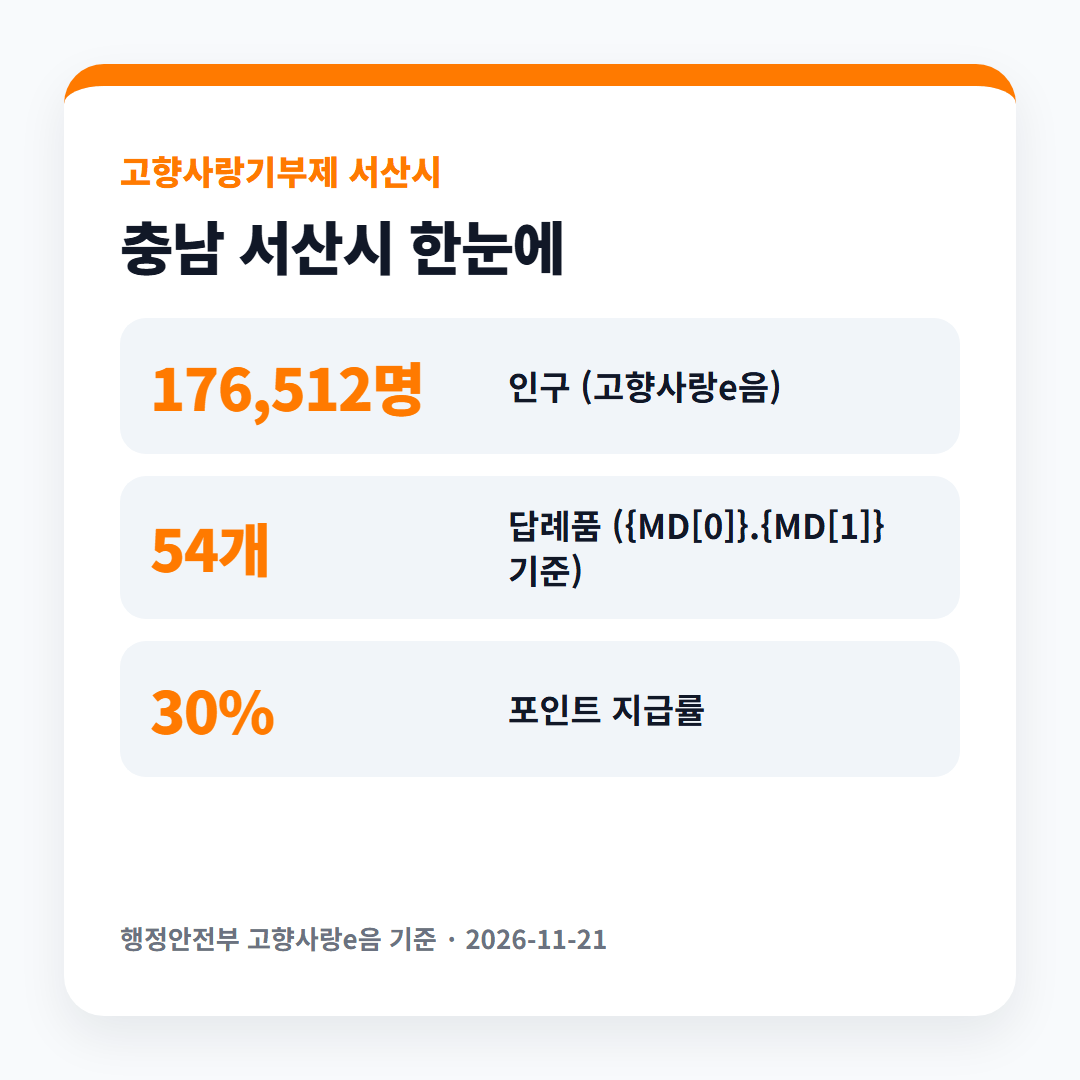 고향사랑기부제 서산시
충남 서산시 한눈에
176,512명
인구 (고향사랑e음)
54개
답례품 ({MD[0]}.{MD[1]}
기준)
30%
포인트 지급률
행정안전부 고향사랑e음 기준 · 2026-11-21